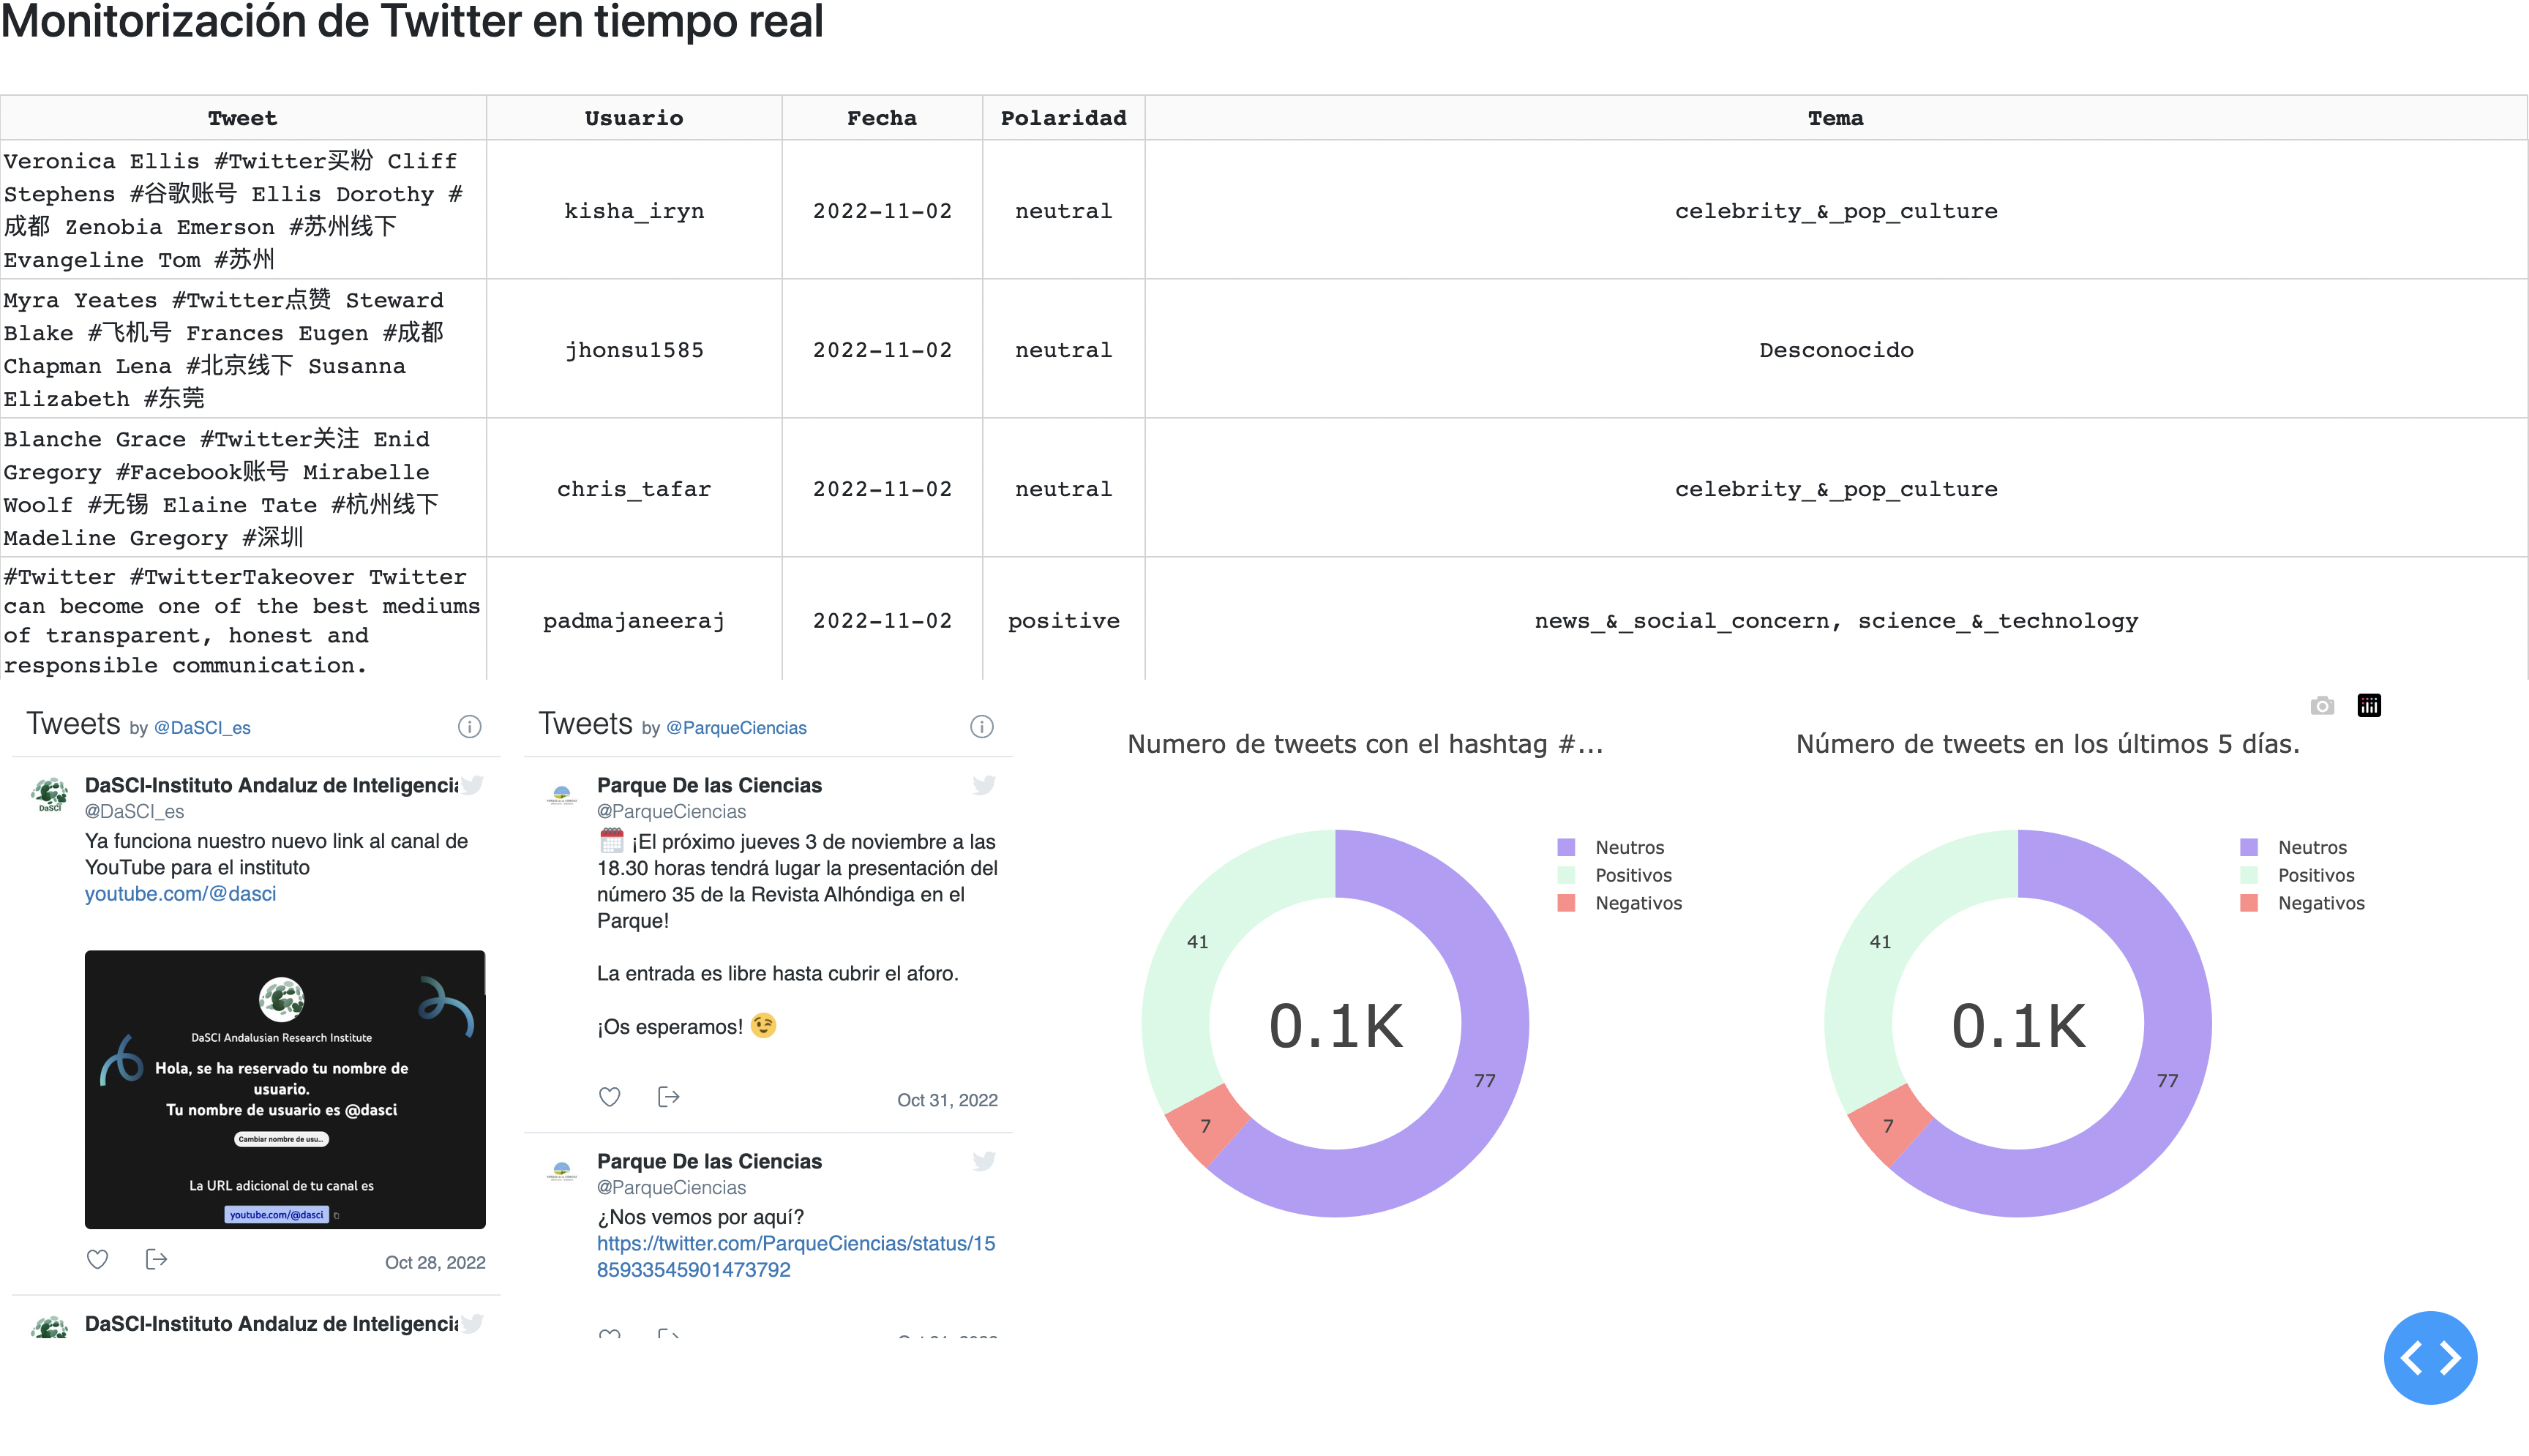 Monitorización de Twitter en tiempo real
Tweet Usuario Fecha Polaridad Tema
Veronica Ellis #Twitter买粉 Cliff
Stephens #谷歌账号 Ellis Dorothy #
成都 Zenobia Emerson #苏州线下
Evangeline Tom #苏州
kisha_iryn
2022-11-02
neutral
celebrity_&_pop_culture
Myra Yeates #Twitter点赞 Steward
Blake #飞机号 Frances Eugen #成都
Chapman Lena #北京线下 Susanna
Elizabeth #东莞
jhonsu1585
2022-11-02
neutral
Desconocido
Blanche Grace #Twitter关注 Enid
Gregory #Facebook账号 Mirabelle
Woolf #无锡 Elaine Tate #杭州线下
Madeline Gregory #深圳
chris_tafar
2022-11-02
neutral
celebrity_&_pop_culture
#Twitter #TwitterTakeover Twitter
can become one of the best mediums
of transparent, honest and
responsible communication.
padmajaneeraj
2022-11-02
positive
news_&_social_concern, science_&_technology
Tweets by @DaSCI_es
DaSCI-Instituto Andaluz de Inteligencia
@DaSCI_es
Ya funciona nuestro nuevo link al canal de
YouTube para el instituto
youtube.com/@dasci
DaSCI Andalusian Research Institute
Hola, se ha reservado tu nombre de
usuario.
Tu nombre de usuario es @dasci
Cambiar nombre de usu...
La URL adicional de tu canal es
youtube.com/@dasci
Oct 28, 2022
DaSCI-Instituto Andaluz de Inteligencia
Tweets by @ParqueCiencias
Parque De las Ciencias
@ParqueCiencias
¡El próximo jueves 3 de noviembre a las
18.30 horas tendrá lugar la presentación del
número 35 de la Revista Alhóndiga en el
Parque!
La entrada es libre hasta cubrir el aforo.
¡Os esperamos! 😉
Oct 31, 2022
Parque De las Ciencias
@ParqueCiencias
¿Nos vemos por aquí?
https://twitter.com/ParqueCiencias/status/15
85933545901473792
Numero de tweets con el hashtag #...
Neutros
Positivos
Negativos
41
0.1K
77
7
Número de tweets en los últimos 5 días.
Neutros
Positivos
Negativos
41
0.1K
77
7